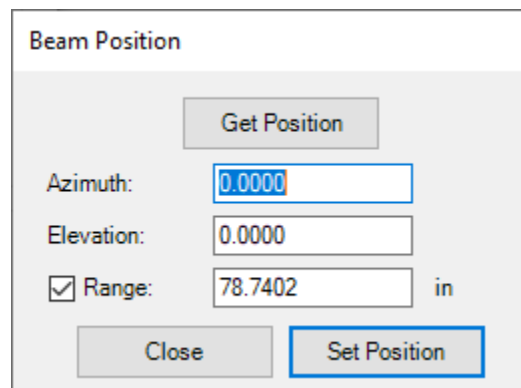 Beam Position
Get Position
Azimuth: 0.0000
Elevation: 0.0000
Range: 78.7402 in
Close Set Position